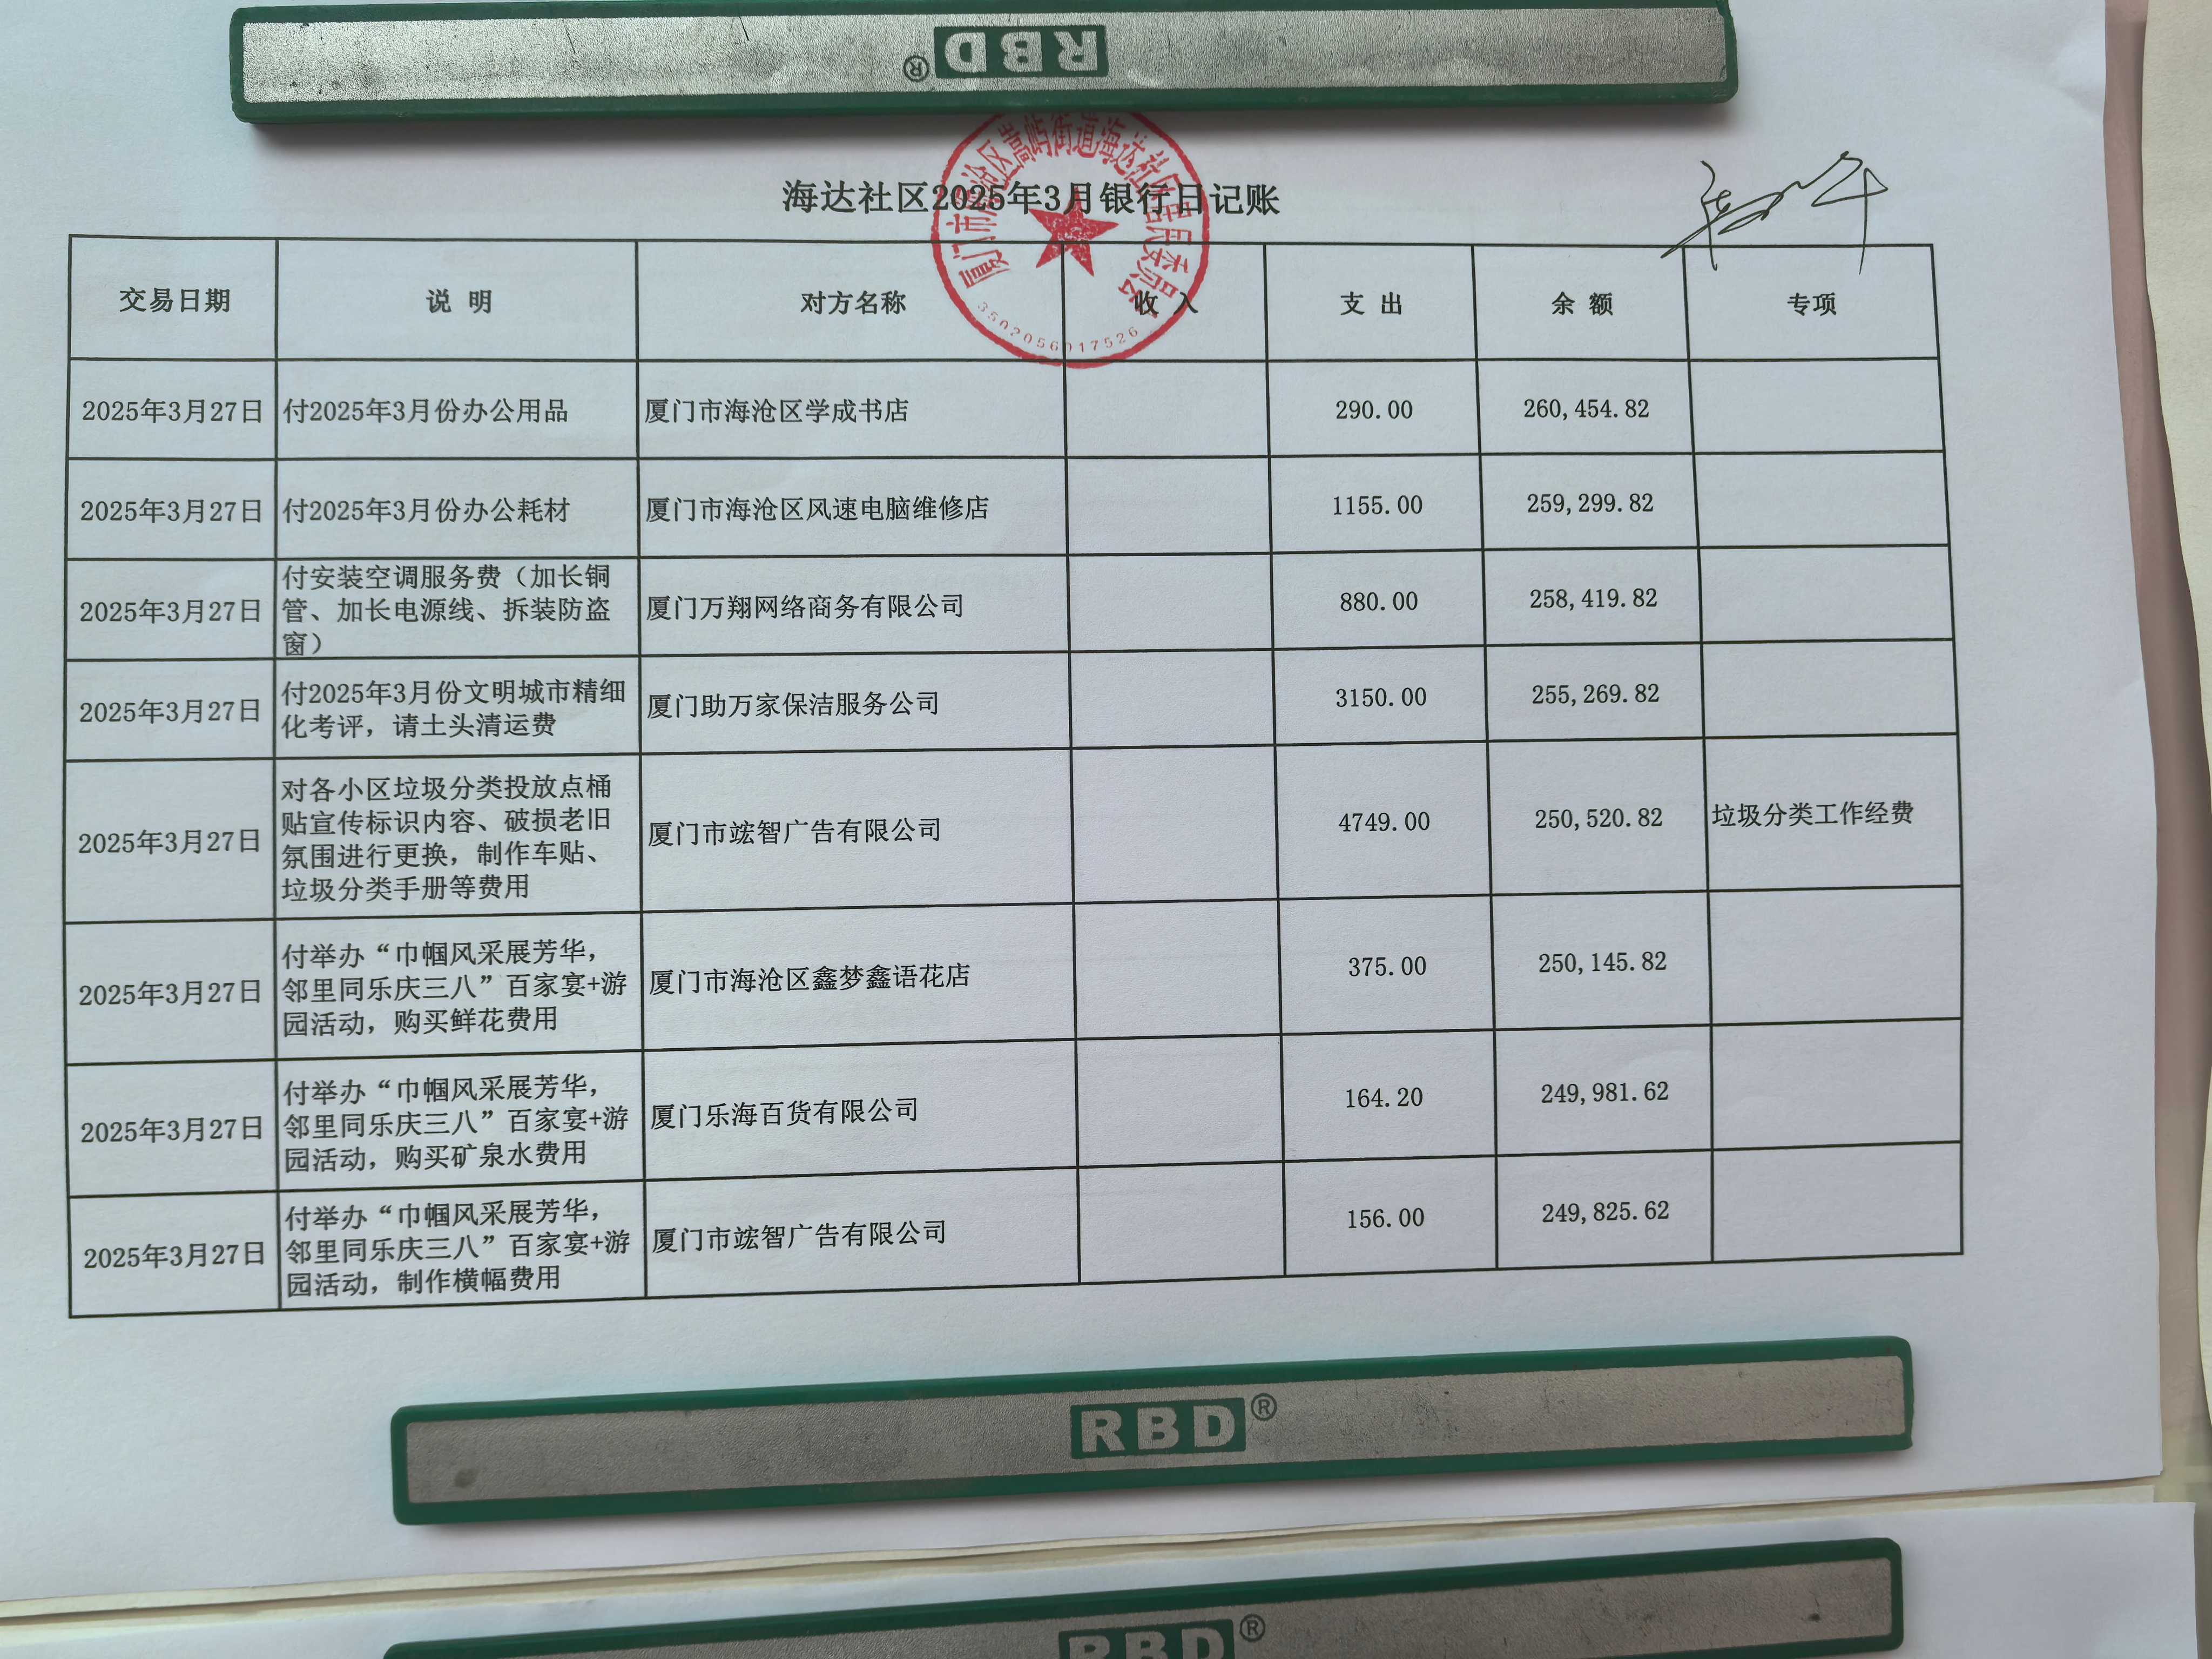 RBD®
厦门市海沧区嵩屿街道海达社区居民委员会
3502056017526
海达社区2025年3月银行日记账
交易日期 说 明 对方名称 收 入 支 出 余 额 专项
2025年3月27日 付2025年3月份办公用品 厦门市海沧区学成书店 290.00 260,454.82
2025年3月27日 付2025年3月份办公耗材 厦门市海沧区风速电脑维修店 1155.00 259,299.82
付安装空调服务费（加长铜
管、加长电源线、拆装防盗
窗）
2025年3月27日 厦门万翔网络商务有限公司 880.00 258,419.82
付2025年3月份文明城市精细
化考评，请土头清运费
2025年3月27日 厦门助万家保洁服务公司 3150.00 255,269.82
对各小区垃圾分类投放点桶
贴宣传标识内容、破损老旧
氛围进行更换，制作车贴、
垃圾分类手册等费用
2025年3月27日 厦门市竑智广告有限公司 4749.00 250,520.82 垃圾分类工作经费
付举办“巾帼风采展芳华，
邻里同乐庆三八”百家宴+游
园活动，购买鲜花费用
2025年3月27日 厦门市海沧区鑫梦鑫语花店 375.00 250,145.82
付举办“巾帼风采展芳华，
邻里同乐庆三八”百家宴+游
园活动，购买矿泉水费用
2025年3月27日 厦门乐海百货有限公司 164.20 249,981.62
付举办“巾帼风采展芳华，
邻里同乐庆三八”百家宴+游
园活动，制作横幅费用
2025年3月27日 厦门市竑智广告有限公司 156.00 249,825.62
RBD®
RBD®